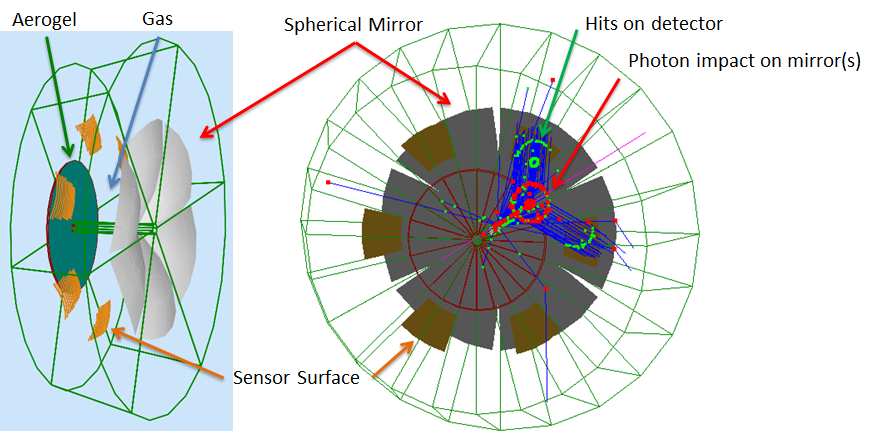 Aerogel
Gas
Spherical Mirror
Hits on detector
Photon impact on mirror(s)
Sensor Surface